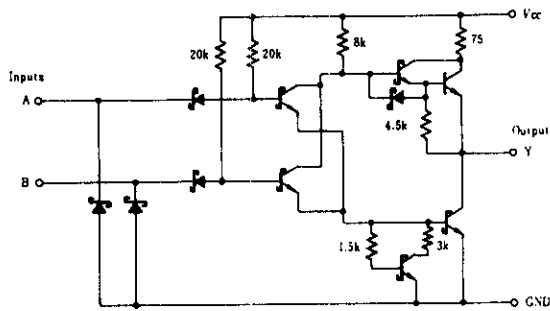 Vcc
20k
20k
8k
75
Inputs
A
4.5k
Output
Y
B
1.5k
3k
GND